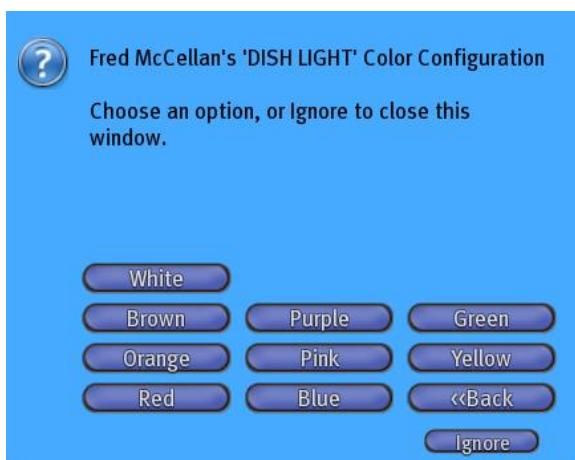 Fred McCellan's 'DISH LIGHT' Color Configuration
Choose an option, or Ignore to close this
window.
White
Brown Purple Green
Orange Pink Yellow
Red Blue <<Back
Ignore